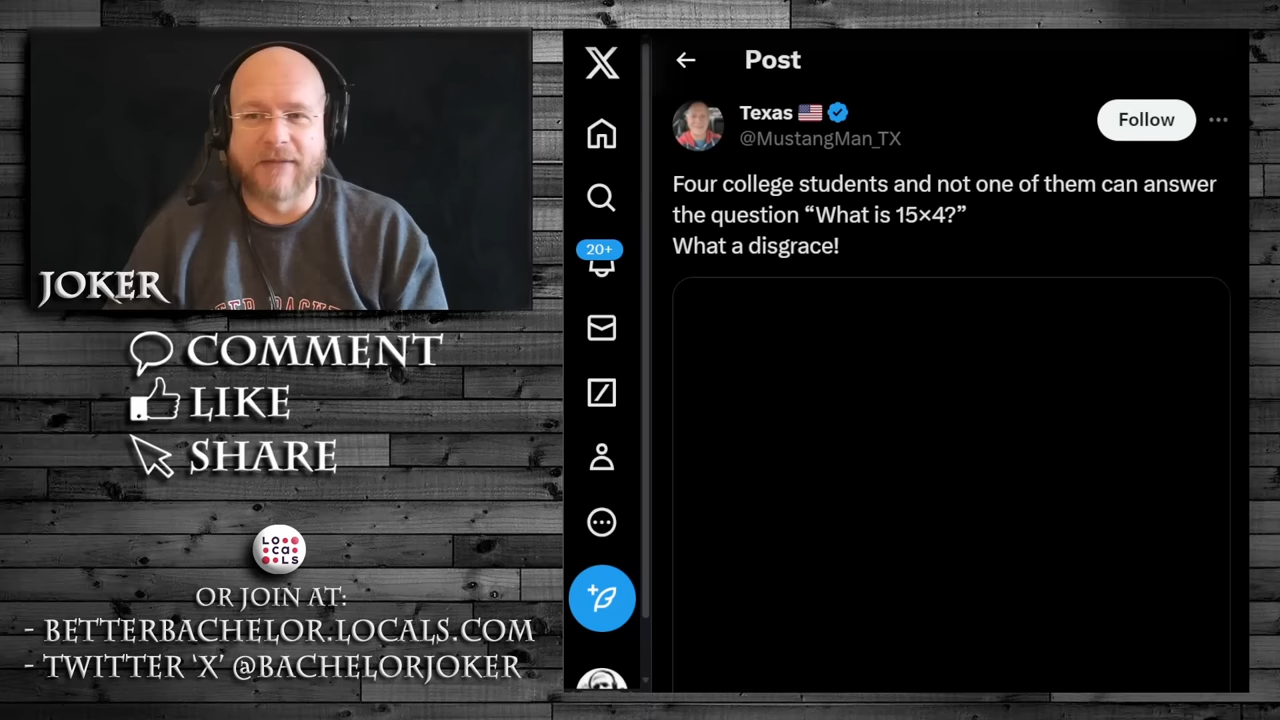 JOKER
COMMENT
LIKE
SHARE
LOCALS
OR JOIN AT:
- BETTERBACHELOR.LOCALS.COM
- TWITTER 'X' @BACHELORJOKER
20+
Post
Texas
@MustangMan_TX
Follow
Four college students and not one of them can answer
the question “What is 15×4?”
What a disgrace!